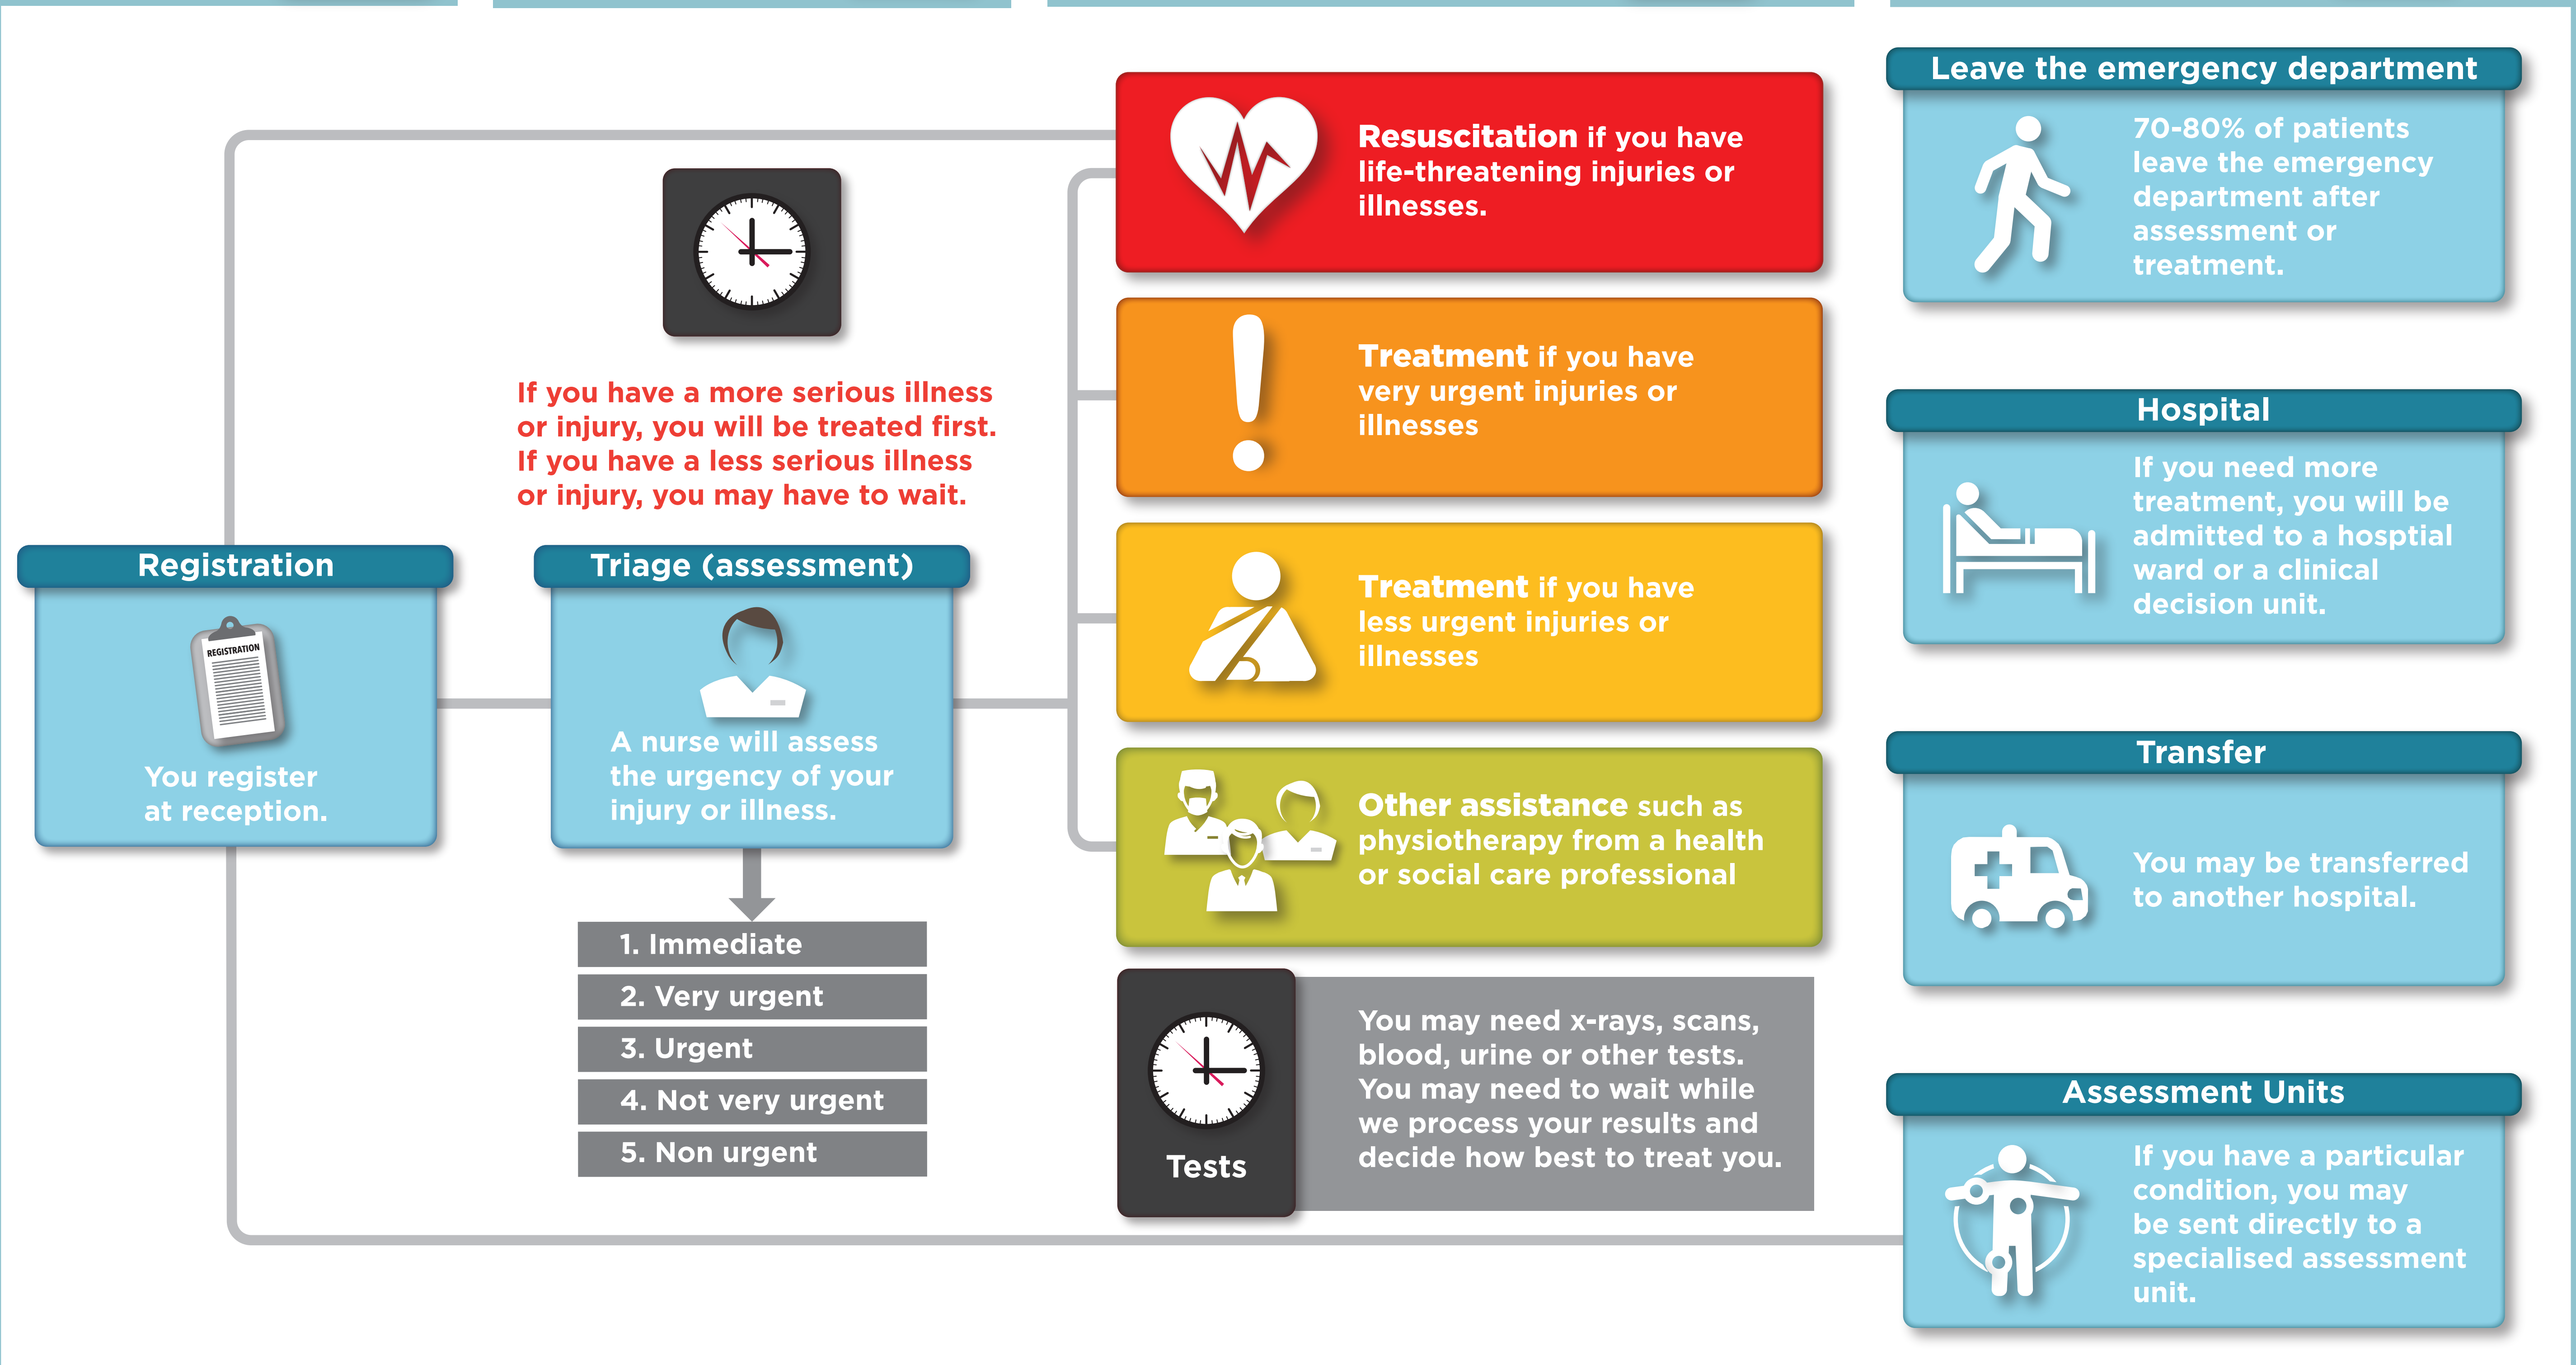 Registration
REGISTRATION
You register
at reception.
If you have a more serious illness
or injury, you will be treated first.
If you have a less serious illness
or injury, you may have to wait.
Triage (assessment)
A nurse will assess
the urgency of your
injury or illness.
1. Immediate
2. Very urgent
3. Urgent
4. Not very urgent
5. Non urgent
Resuscitation if you have
life-threatening injuries or
illnesses.
Treatment if you have
very urgent injuries or
illnesses
Treatment if you have
less urgent injuries or
illnesses
Other assistance such as
physiotherapy from a health
or social care professional
Tests
You may need x-rays, scans,
blood, urine or other tests.
You may need to wait while
we process your results and
decide how best to treat you.
Leave the emergency department
70-80% of patients
leave the emergency
department after
assessment or
treatment.
Hospital
If you need more
treatment, you will be
admitted to a hosptial
ward or a clinical
decision unit.
Transfer
You may be transferred
to another hospital.
Assessment Units
If you have a particular
condition, you may
be sent directly to a
specialised assessment
unit.